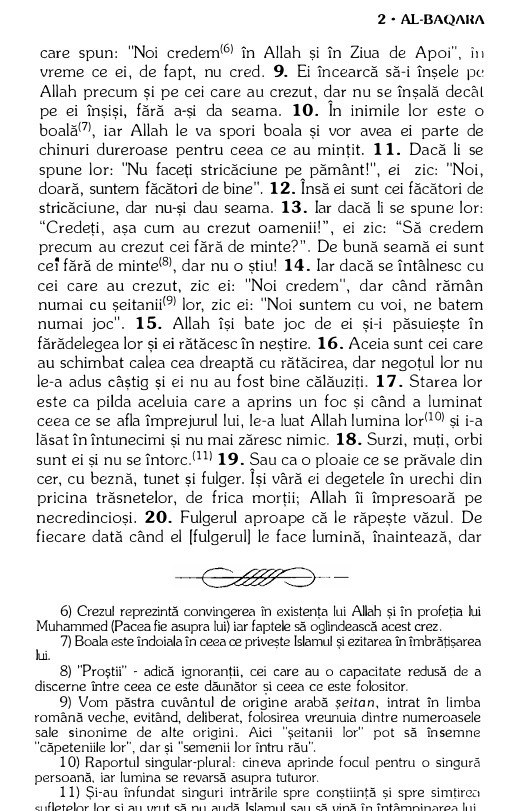 2 • AL-BAQARA
care spun: "Noi credem(6) în Allah și în Ziua de Apoi", în
vreme ce ei, de fapt, nu cred. 9. Ei încearcă să-i înșele pe
Allah precum și pe cei care au crezut, dar nu se înșală decât
pe ei înșiși, fără a-și da seama. 10. În inimile lor este o
boală(7), iar Allah le va spori boala și vor avea ei parte de
chinuri dureroase pentru ceea ce au mințit. 11. Dacă li se
spune lor: "Nu faceți stricăciune pe pământ!", ei zic: "Noi,
doară, suntem făcători de bine". 12. Însă ei sunt cei făcători de
stricăciune, dar nu-și dau seama. 13. Iar dacă li se spune lor:
“Credeți, așa cum au crezut oamenii!”, ei zic: “Să credem
precum au crezut cei fără de minte?”. De bună seamă ei sunt
cei fără de minte(8), dar nu o știu! 14. Iar dacă se întâlnesc cu
cei care au crezut, zic ei: "Noi credem", dar când rămân
numai cu șeitanii(9) lor, zic ei: "Noi suntem cu voi, ne batem
numai joc". 15. Allah își bate joc de ei și-i păsuiește în
fărădelegea lor și ei rătăcesc în neștire. 16. Aceia sunt cei care
au schimbat calea cea dreaptă cu rătăcirea, dar negoțul lor nu
le-a adus câștig și ei nu au fost bine călăuziți. 17. Starea lor
este ca pilda aceluia care a aprins un foc și când a luminat
ceea ce se afla împrejurul lui, le-a luat Allah lumina lor(10) și i-a
lăsat în întunecimi și nu mai zăresc nimic. 18. Surzi, muți, orbi
sunt ei și nu se întorc.(11) 19. Sau ca o ploaie ce se prăvale din
cer, cu beznă, tunet și fulger. Își vâră ei degetele în urechi din
pricina trăsnetelor, de frica morții; Allah îi împresoară pe
necredincioși. 20. Fulgerul aproape că le răpește văzul. De
fiecare dată când el [fulgerul] le face lumină, înaintează, dar
6) Crezul reprezintă convingerea în existența lui Allah și în profeția lui
Muhammed (Pacea fie asupra lui) iar faptele să oglindească acest crez.
7) Boala este îndoiala în ceea ce privește Islamul și ezitarea în îmbrățișarea
lui.
8) "Proștii" - adică ignoranții, cei care au o capacitate redusă de a
discerne între ceea ce este dăunător și ceea ce este folositor.
9) Vom păstra cuvântul de origine arabă șeitan, intrat în limba
română veche, evitând, deliberat, folosirea vreunuia dintre numeroasele
sale sinonime de alte origini. Aici "șeitanii lor" pot să însemne
"căpeteniile lor", dar și "semenii lor întru rău".
10) Raportul singular-plural: cineva aprinde focul pentru o singură
persoană, iar lumina se revarsă asupra tuturor.
11) Și-au înfundat singuri intrările spre conștiință și spre simțirea
sufletelor lor și au vrut să nu audă Islamul sau să vină în întâmpinarea lui.